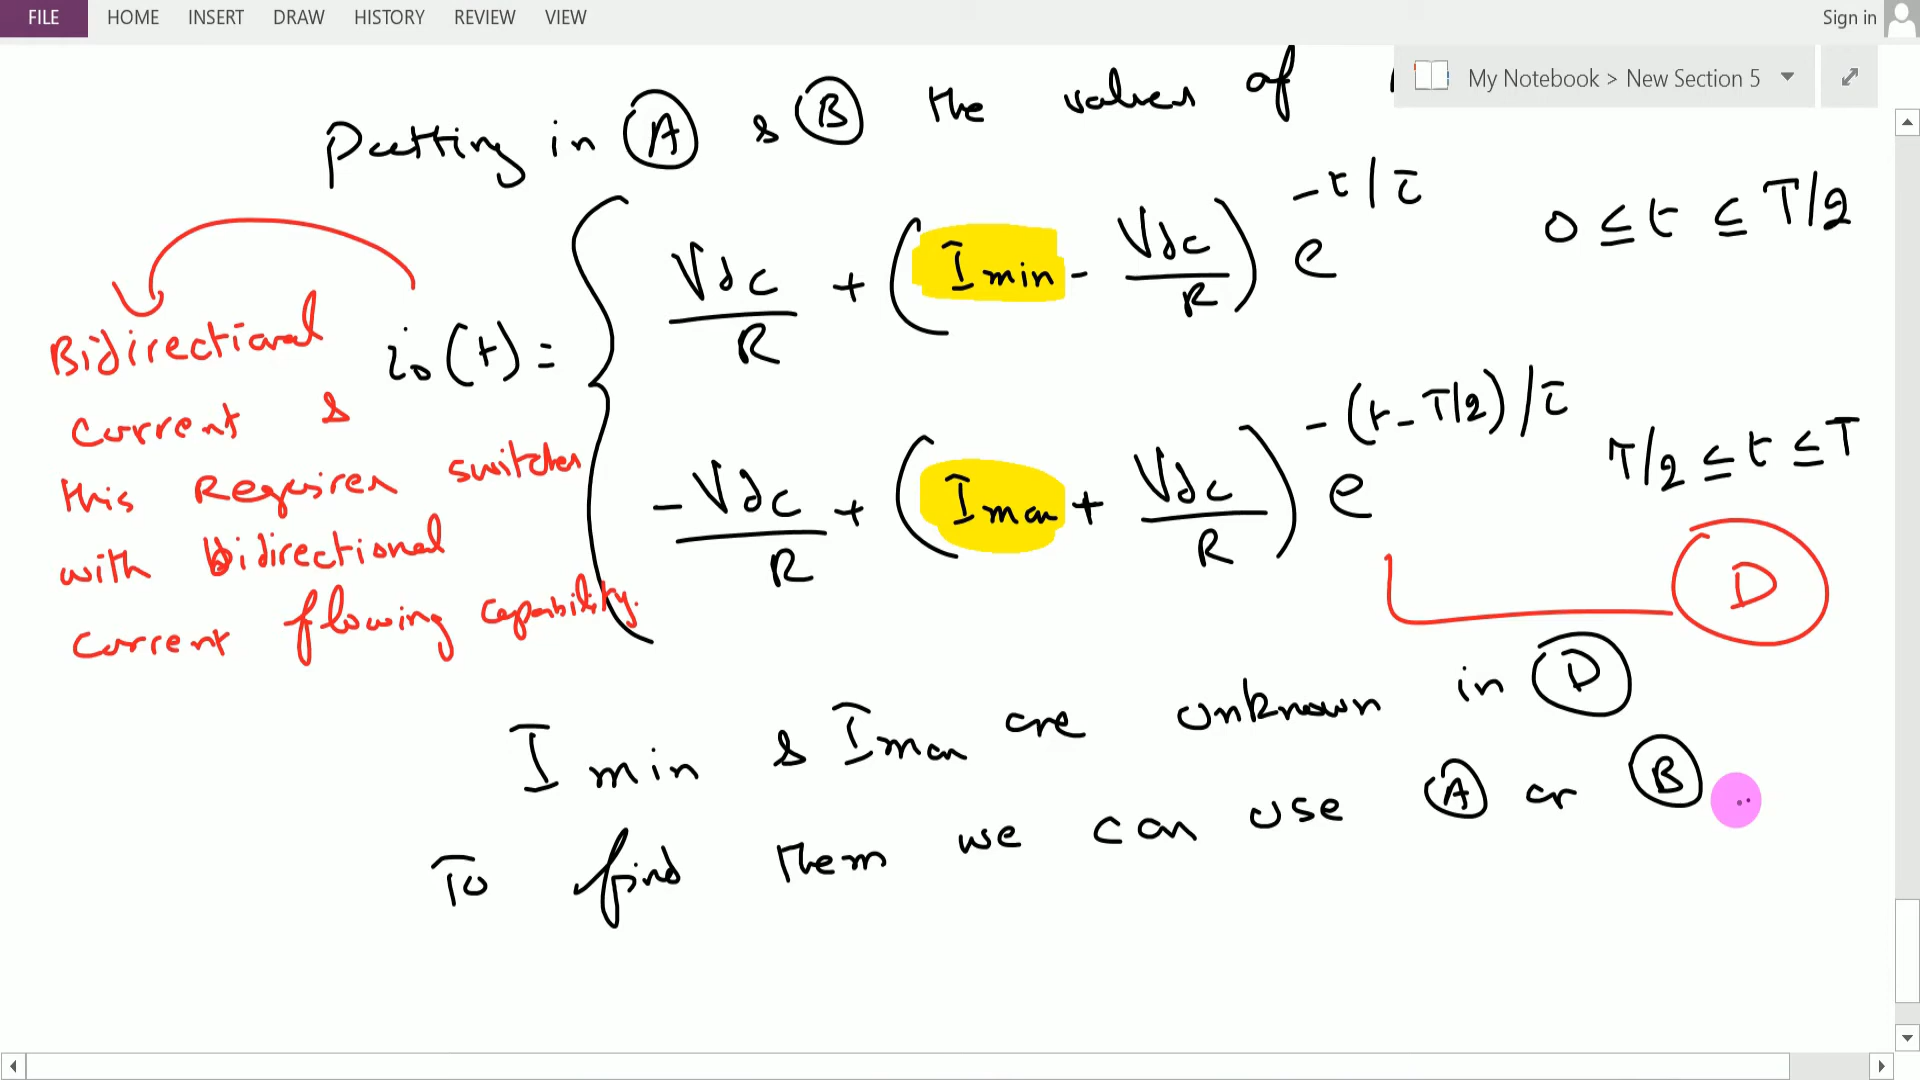 FILE HOME INSERT DRAW HISTORY REVIEW VIEW Sign in
My Notebook > New Section 5
Putting in (A) & (B) the values of
i₀(t) = { Vdc/R + (Imin - Vdc/R) e^(-t/τ) 0 ≤ t ≤ T/2
-Vdc/R + (Imax + Vdc/R) e^(-(t-T/2)/τ) T/2 ≤ t ≤ T
(D)
Bidirectional
current &
this Requires switches
with bidirectional
current flowing capability.
Imin & Imax are unknown in (D)
To find them we can use (A) or (B)